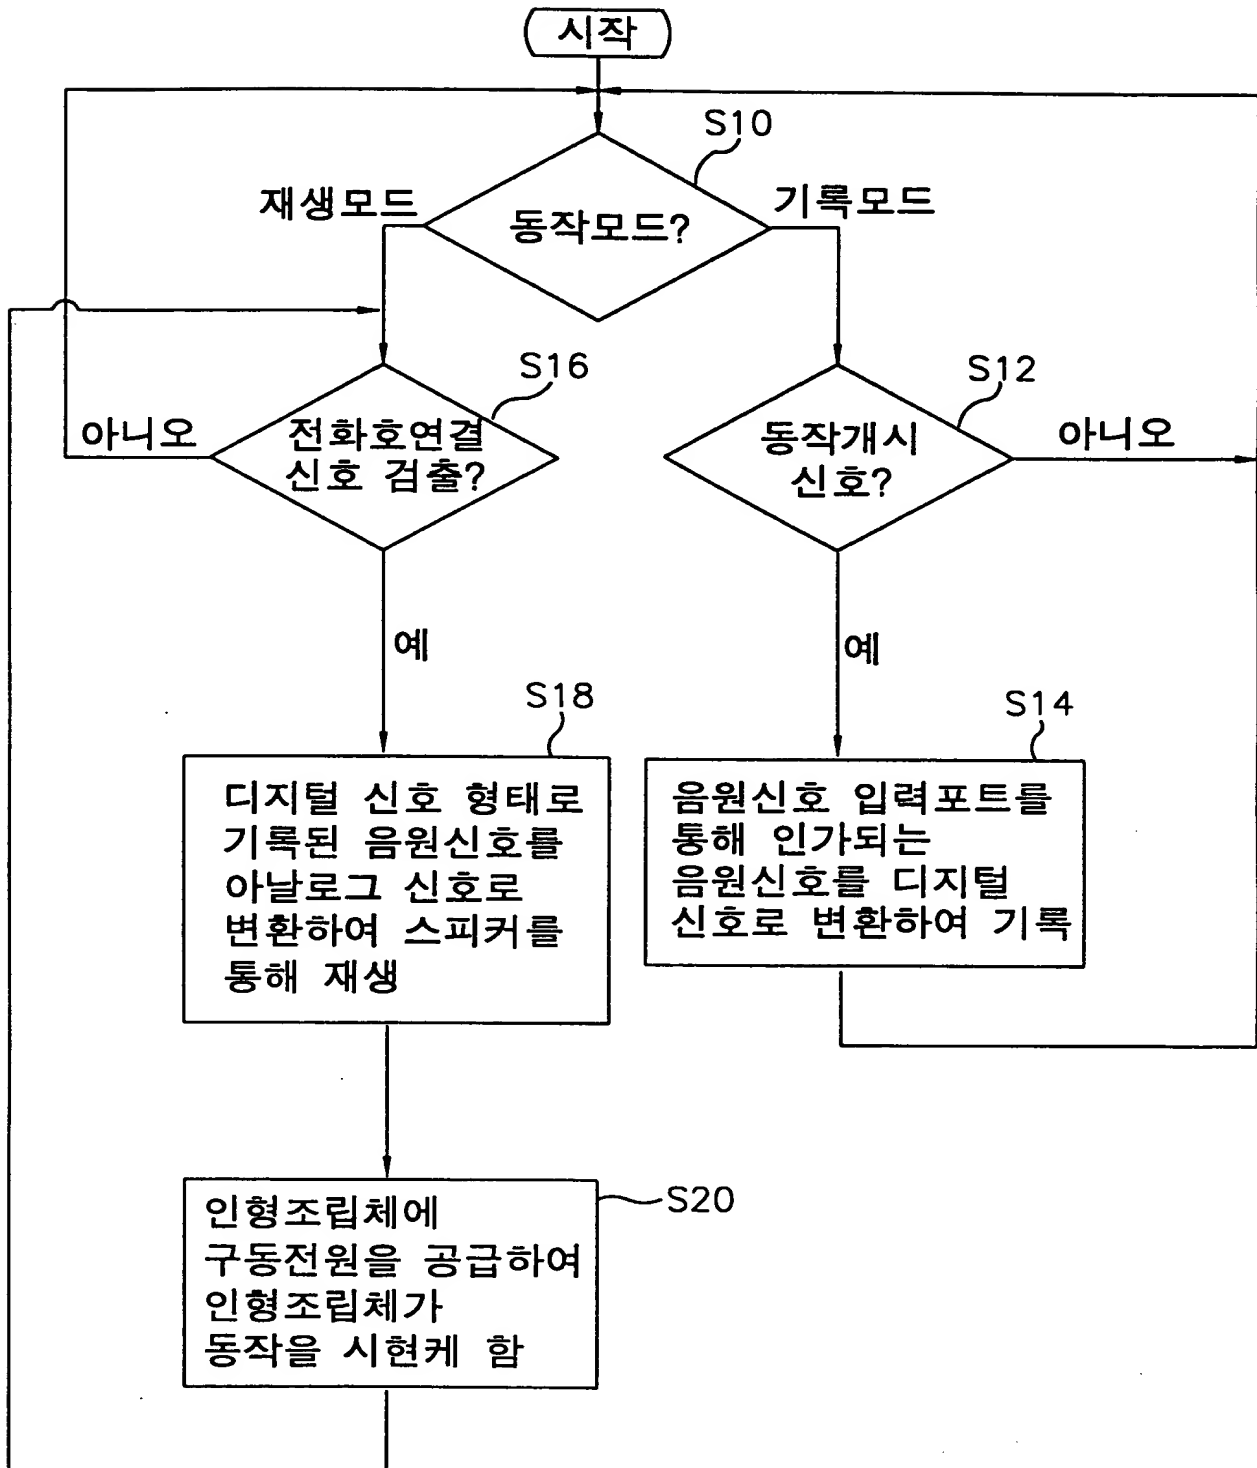 시작
S10
재생모드
동작모드?
기록모드
S16
S12
아니오
전화호연결
신호 검출?
동작개시
신호?
아니오
예
예
S18
S14
디지털 신호 형태로
기록된 음원신호를
아날로그 신호로
변환하여 스피커를
통해 재생
음원신호 입력포트를
통해 인가되는
음원신호를 디지털
신호로 변환하여 기록
S20
인형조립체에
구동전원을 공급하여
인형조립체가
동작을 시현케 함